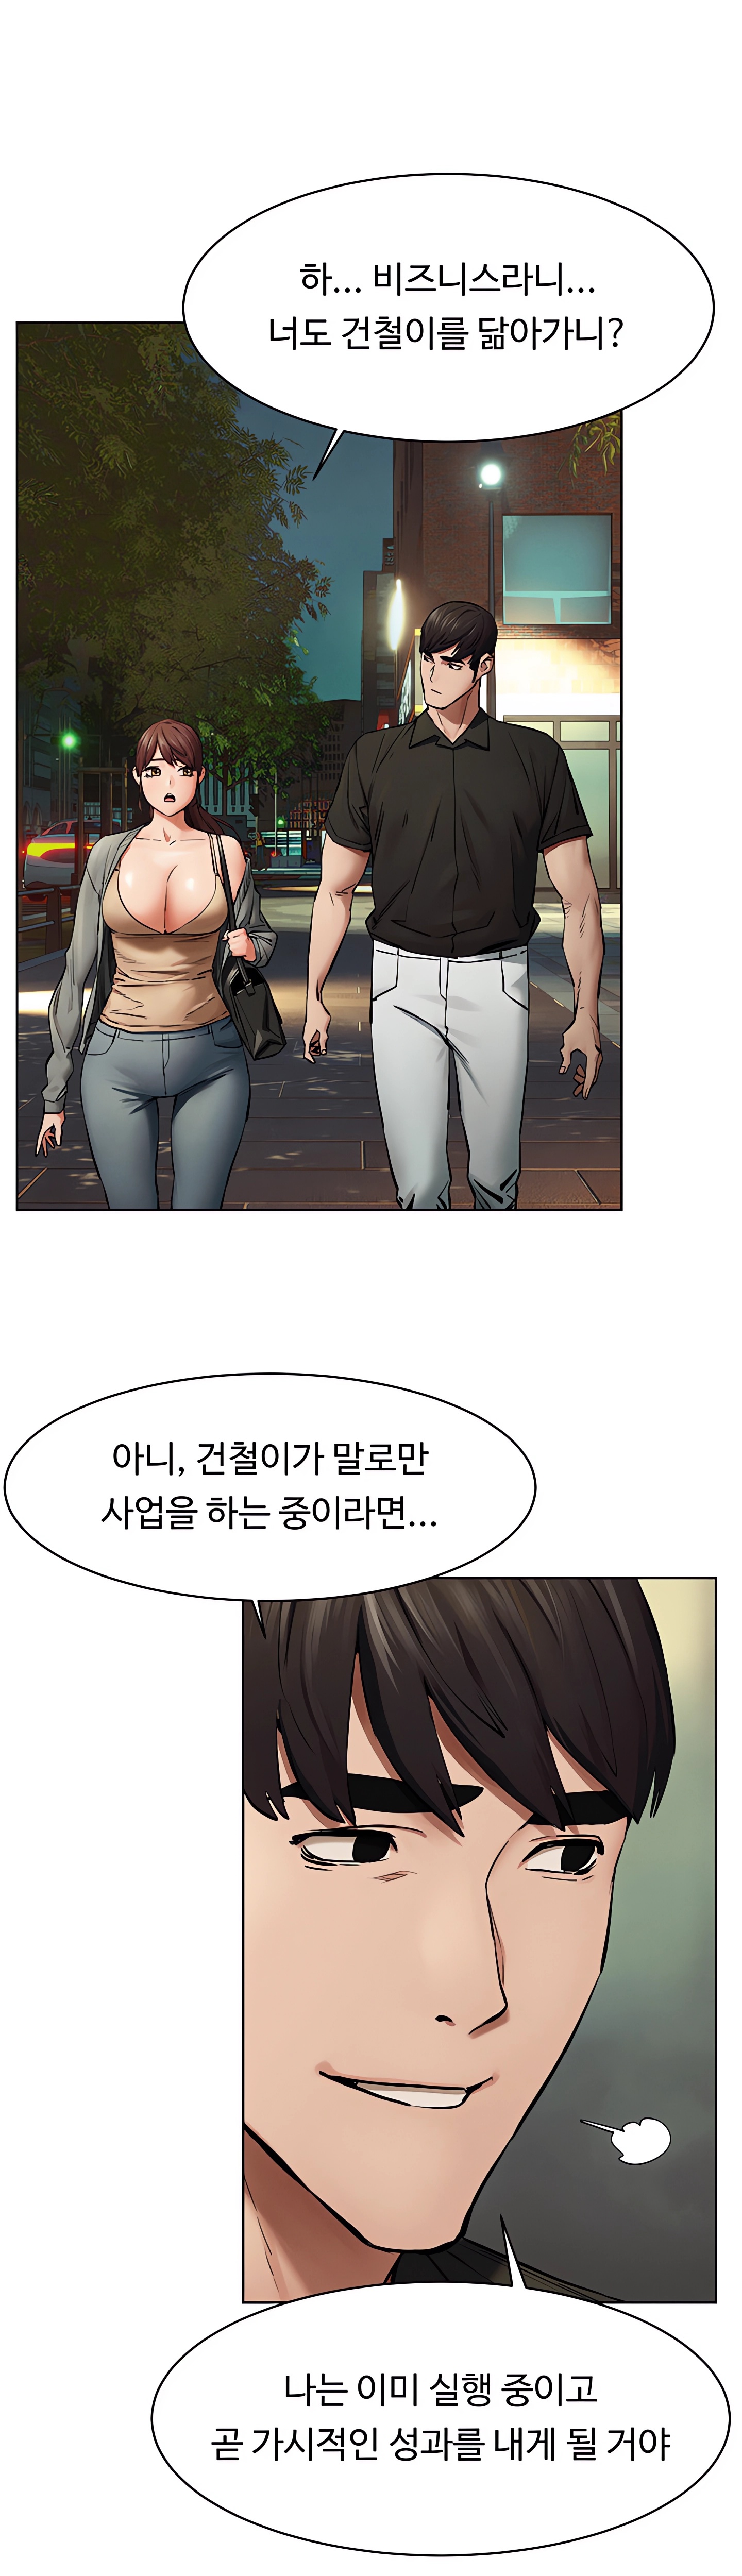 하... 비즈니스라니...
너도 건철이를 닮아가니?
아니, 건철이가 말로만
사업을 하는 중이라면...
나는 이미 실행 중이고
곧 가시적인 성과를 내게 될 거야